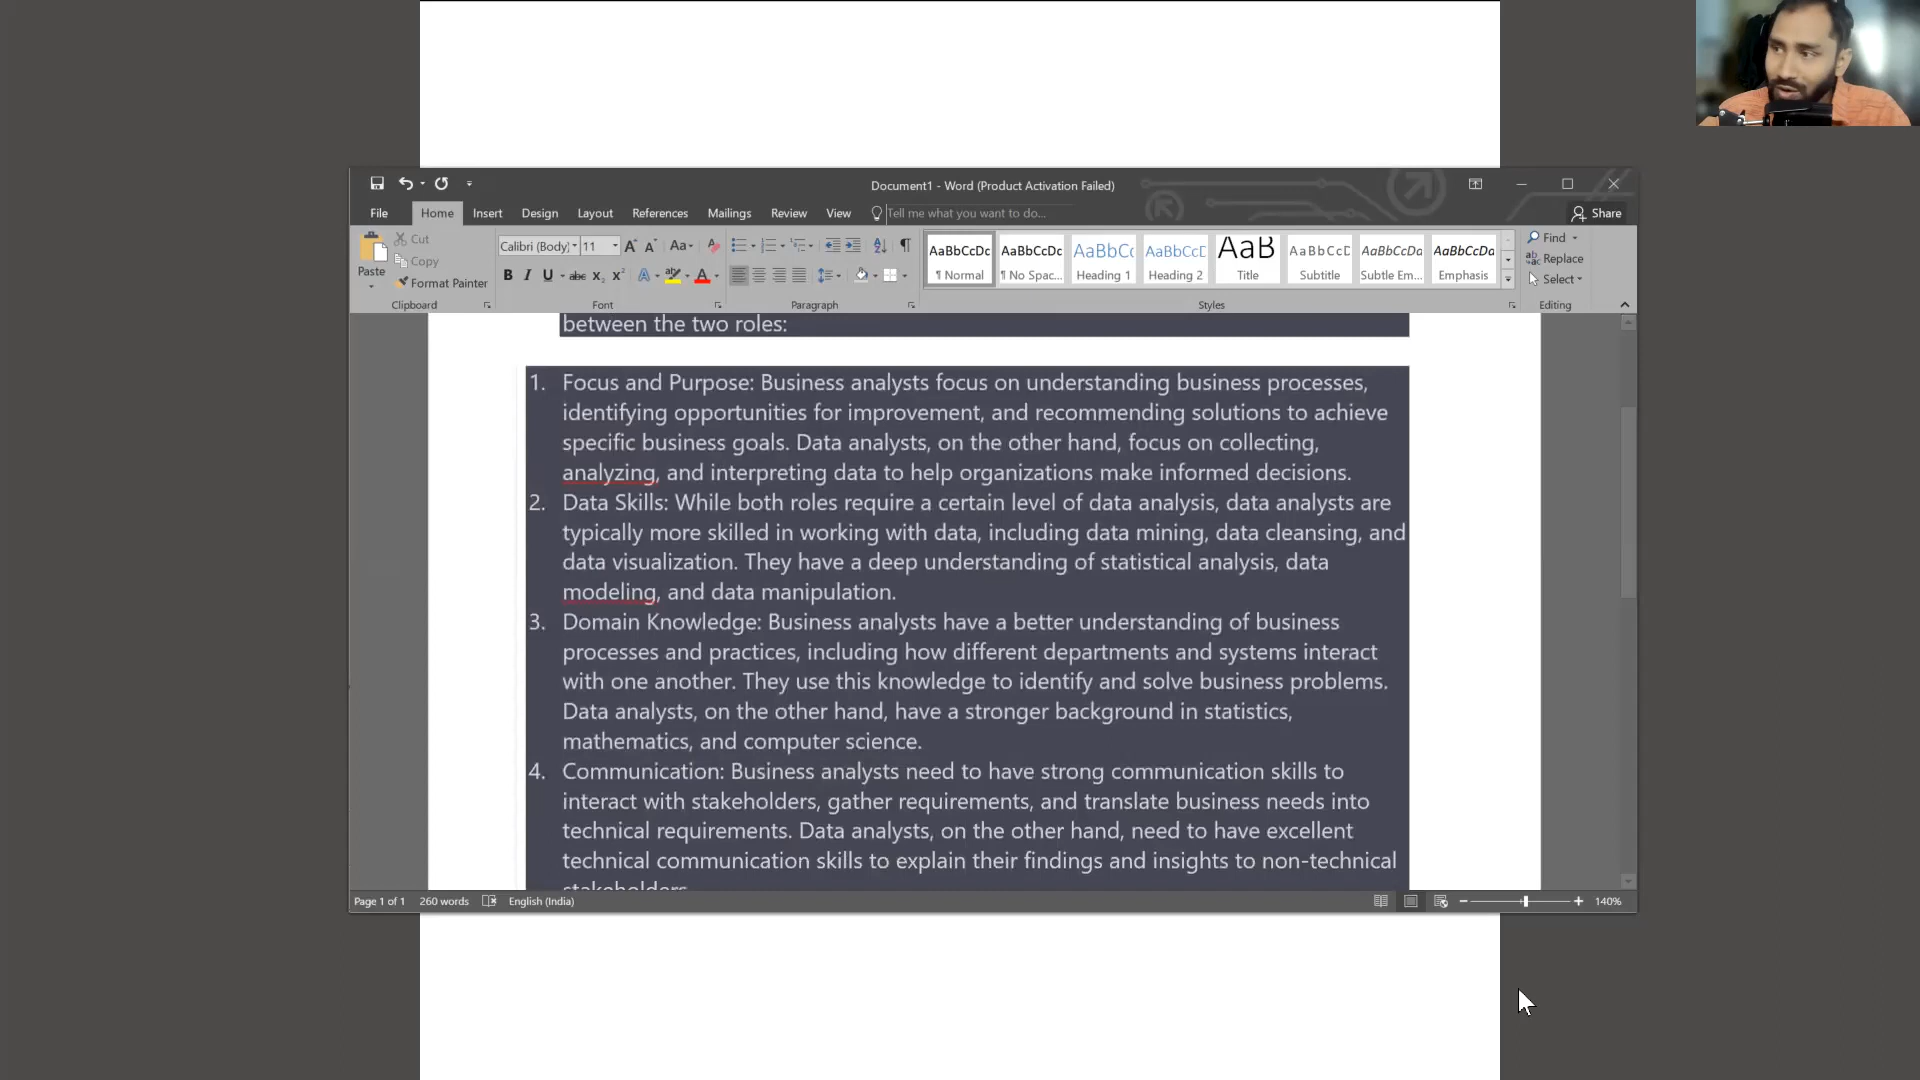 Document1 - Word (Product Activation Failed)
File Home Insert Design Layout References Mailings Review View Tell me what you want to do... Share
Paste
Cut
Copy
Format Painter
Clipboard
Calibri (Body) 11
Font
Paragraph
AaBbCcDc AaBbCcDc AaBbCc AaBbCcD AaB AaBbCcD AaBbCcDc AaBbCcDc
¶ Normal ¶ No Spac... Heading 1 Heading 2 Title Subtitle Subtle Em... Emphasis
Styles
Find
Replace
Select
Editing
between the two roles:
1. Focus and Purpose: Business analysts focus on understanding business processes,
identifying opportunities for improvement, and recommending solutions to achieve
specific business goals. Data analysts, on the other hand, focus on collecting,
analyzing, and interpreting data to help organizations make informed decisions.
2. Data Skills: While both roles require a certain level of data analysis, data analysts are
typically more skilled in working with data, including data mining, data cleansing, and
data visualization. They have a deep understanding of statistical analysis, data
modeling, and data manipulation.
3. Domain Knowledge: Business analysts have a better understanding of business
processes and practices, including how different departments and systems interact
with one another. They use this knowledge to identify and solve business problems.
Data analysts, on the other hand, have a stronger background in statistics,
mathematics, and computer science.
4. Communication: Business analysts need to have strong communication skills to
interact with stakeholders, gather requirements, and translate business needs into
technical requirements. Data analysts, on the other hand, need to have excellent
technical communication skills to explain their findings and insights to non-technical
stakeholders.
Page 1 of 1 260 words English (India) 140%